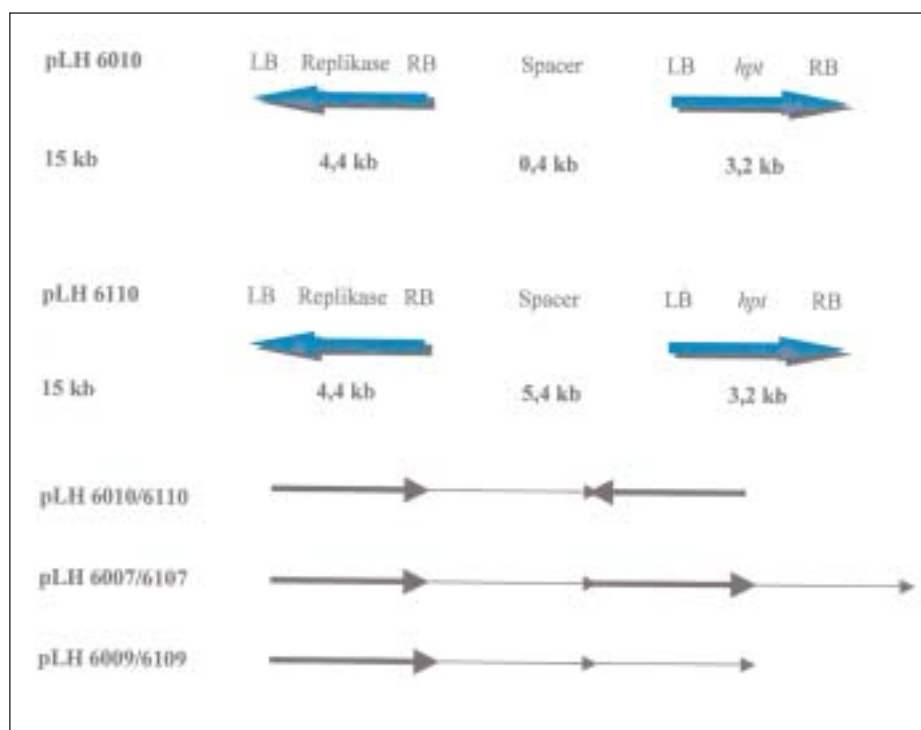 pLH 6010 LB Replikase RB Spacer LB hpt RB
15 kb 4,4 kb 0,4 kb 3,2 kb
pLH 6110 LB Replikase RB Spacer LB hpt RB
15 kb 4,4 kb 5,4 kb 3,2 kb
pLH 6010/6110
pLH 6007/6107
pLH 6009/6109